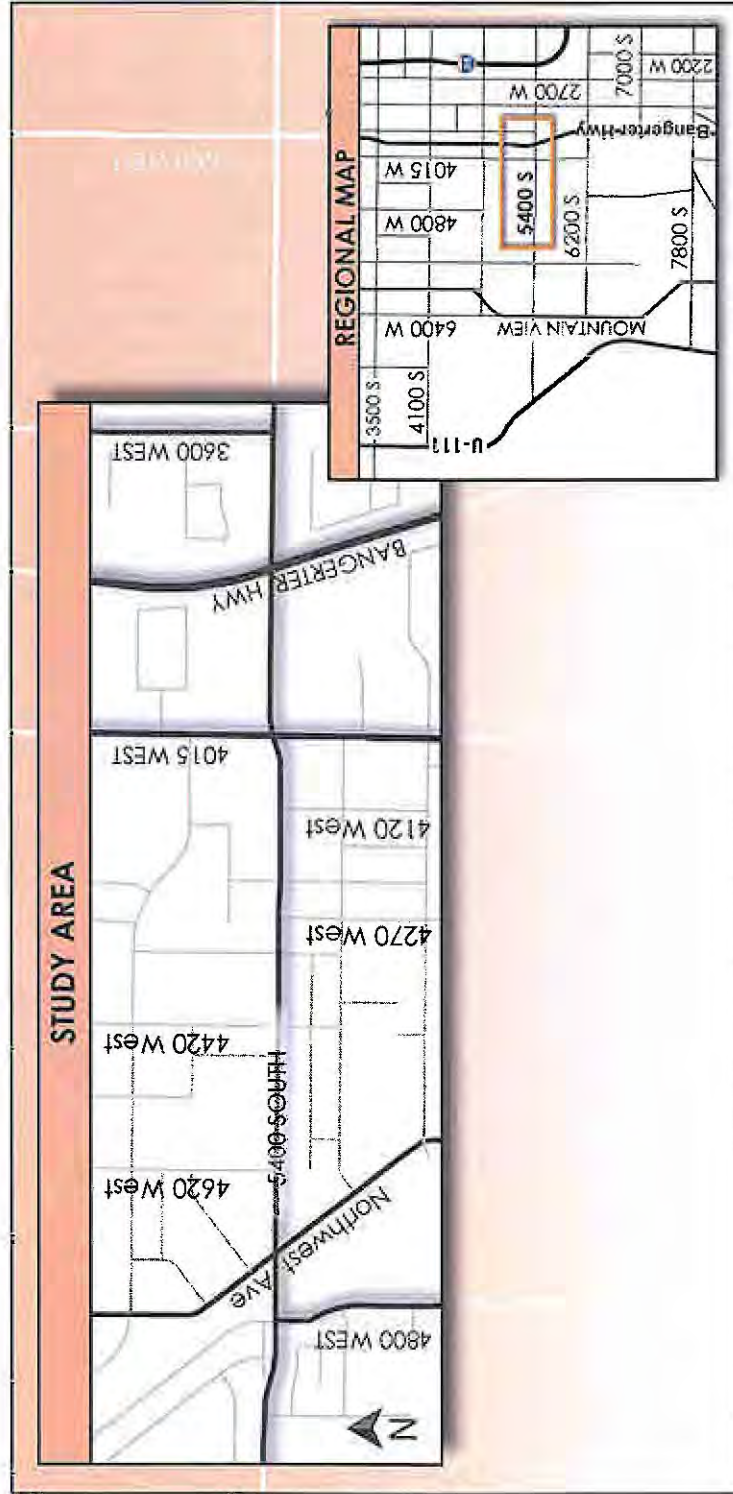 STUDY AREA
4620 West
4420 West
4015 WEST
3600 WEST
5400 SOUTH
BANGERTER HWY
Northwest Ave
4800 WEST
4270 West
4120 West
N
REGIONAL MAP
3500 S
4100 S
U-111
6400 W
4800 W
4015 W
2700 W
MOUNTAIN VIEW
5400 S
6200 S
7800 S
Bangerter Hwy
7000 S
2200 W